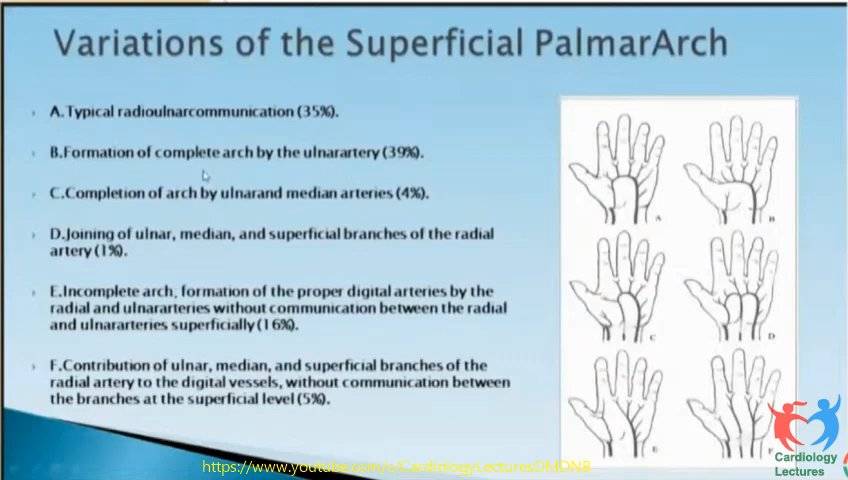 Variations of the Superficial PalmarArch
A.Typical radioulnarcommunication (35%).
B.Formation of complete arch by the ulnarartery (39%).
C.Completion of arch by ulnarand median arteries (4%).
D.Joining of ulnar, median, and superficial branches of the radial
artery (1%).
E.Incomplete arch; formation of the proper digital arteries by the
radial and ulnararteries without communication between the radial
and ulnararteries superficially (16%).
F.Contribution of ulnar, median, and superficial branches of the
radial artery to the digital vessels, without communication between
the branches at the superficial level (5%).
A
B
C
D
E
F
Cardiology
Lectures
https://www.youtube.com/c/CardiologyLecturesDMDNB